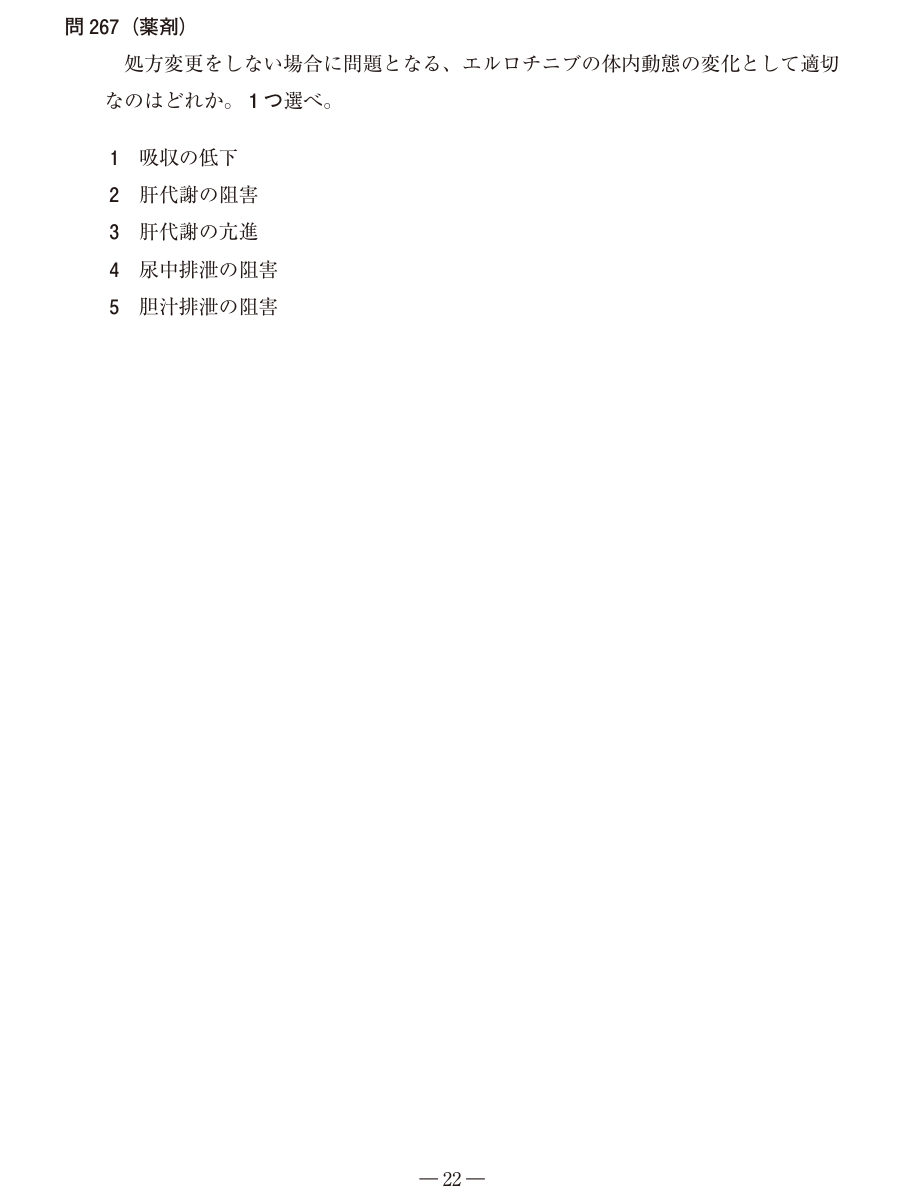 問 267（薬剤）
処方変更をしない場合に問題となる、エルロチニブの体内動態の変化として適切
なのはどれか。1 つ選べ。
1 吸収の低下
2 肝代謝の阻害
3 肝代謝の亢進
4 尿中排泄の阻害
5 胆汁排泄の阻害
— 22 —